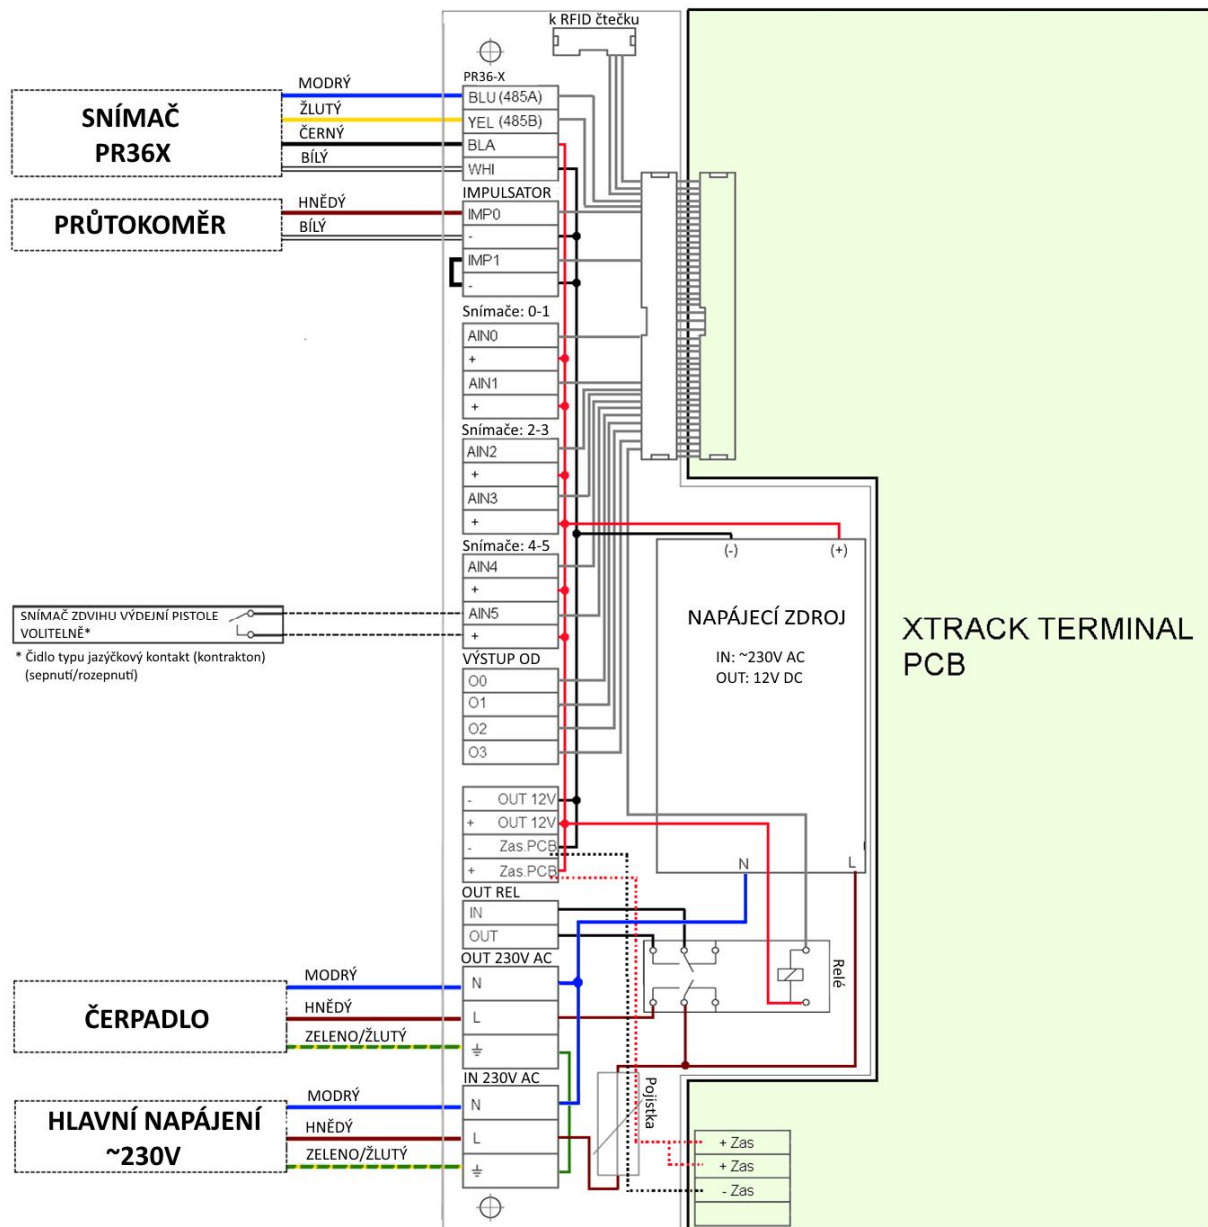 k RFID čtečku
PR36-X
MODRÝ
BLU (485A)
ŽLUTÝ
YEL (485B)
ČERNÝ
BLA
BÍLÝ
WHI
SNÍMAČ
PR36X
IMPULSATOR
HNĚDÝ
IMP0
BÍLÝ
-
IMP1
-
PRŮTOKOMĚR
Snímače: 0-1
AIN0
+
AIN1
+
Snímače: 2-3
AIN2
+
AIN3
+
Snímače: 4-5
AIN4
+
AIN5
+
SNÍMAČ ZDVIHU VÝDEJNÍ PISTOLE
VOLITELNĚ*
* Čidlo typu jazýčkový kontakt (kontrakton)
(sepnutí/rozepnutí)
VÝSTUP OD
O0
O1
O2
O3
(-)
(+)
NAPÁJECÍ ZDROJ
IN: ~230V AC
OUT: 12V DC
N
L
XTRACK TERMINAL
PCB
- OUT 12V
+ OUT 12V
- Zas.PCB
+ Zas.PCB
OUT REL
IN
OUT
Relé
OUT 230V AC
MODRÝ
N
HNĚDÝ
L
ZELENO/ŽLUTÝ
ČERPADLO
IN 230V AC
MODRÝ
N
HNĚDÝ
L
ZELENO/ŽLUTÝ
HLAVNÍ NAPÁJENÍ
~230V
Pojistka
+ Zas
+ Zas
- Zas